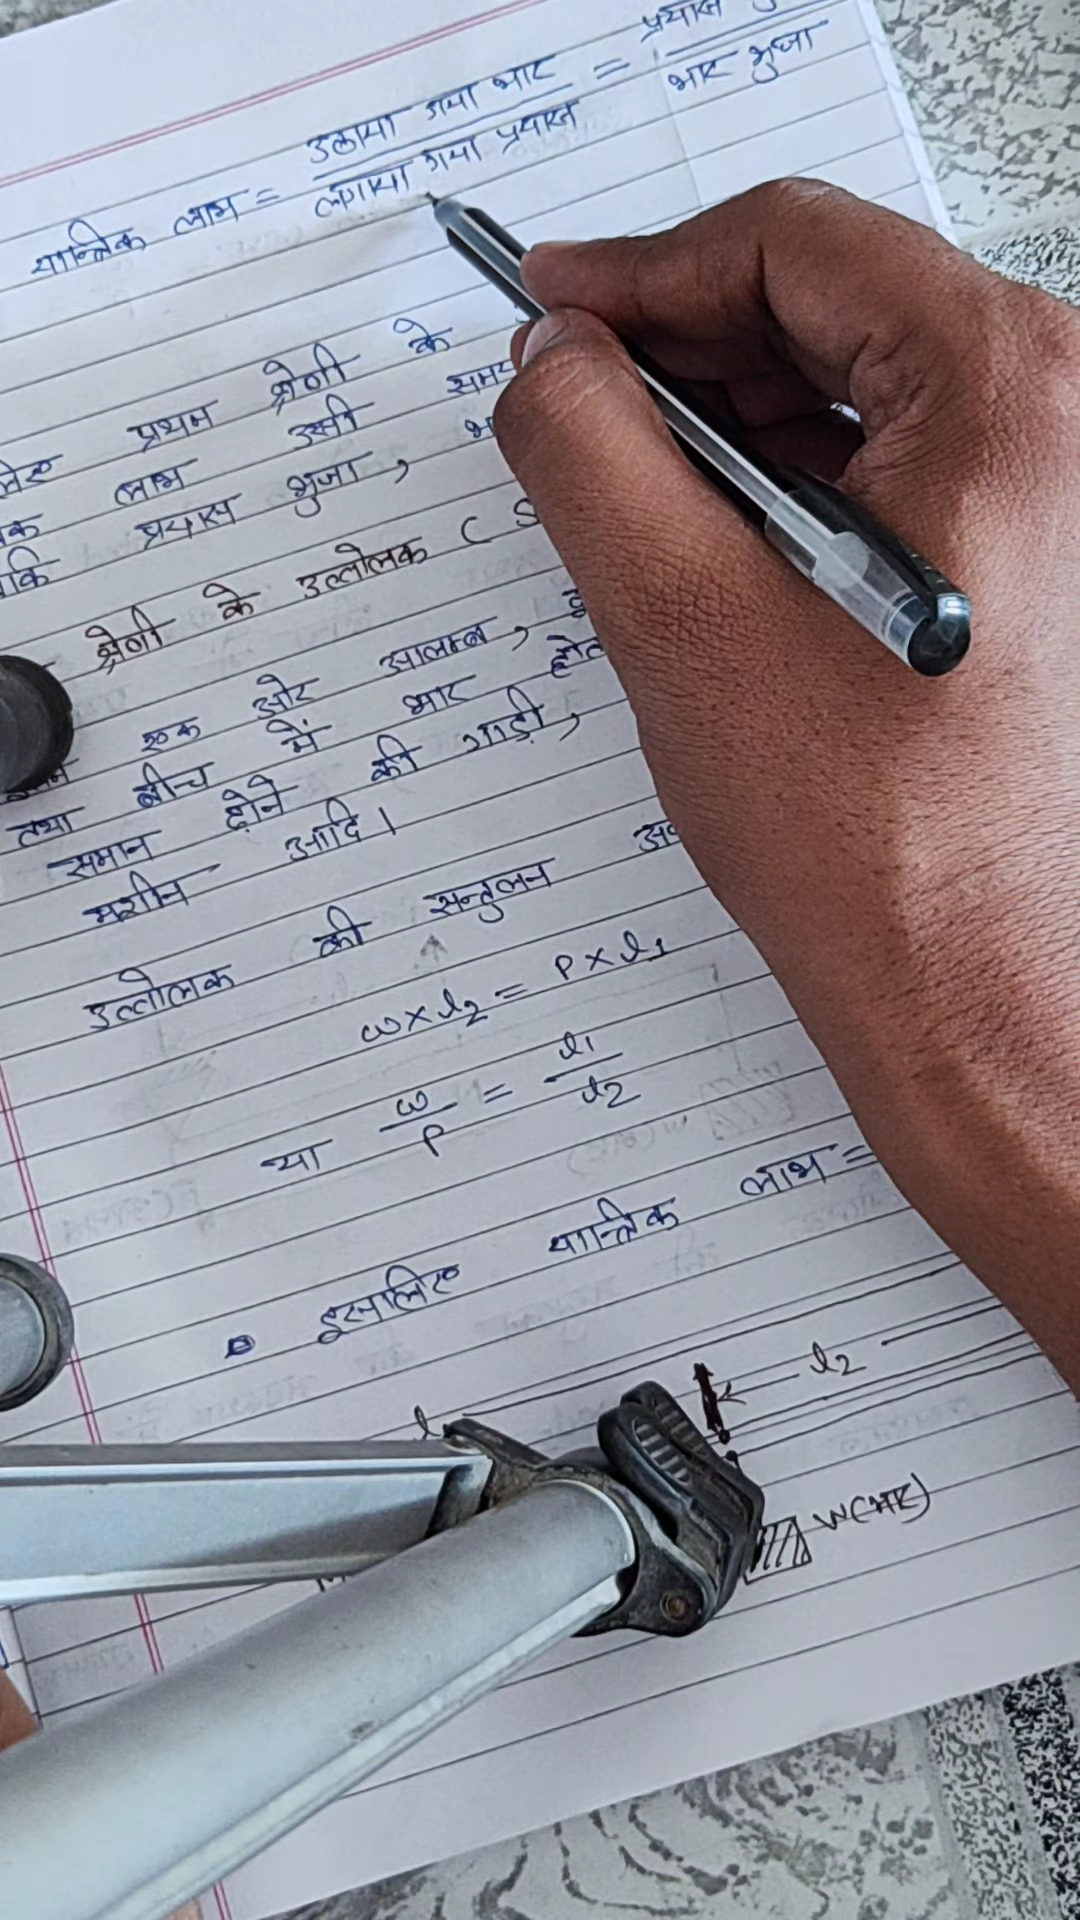 यान्त्रिक लाभ = उठाया गया भार / लगाया गया प्रयास = प्रयास / भार भुजा
प्रथम श्रेणी के
लाभ उसी समय
प्रयास भुजा,
श्रेणी के उत्तोलक (
एक ओर आलम्ब,
तथा बीच में भार
समान ढोने की गाड़ी,
मशीन आदि।
उत्तोलक की सन्तुलन
w×l2 = P×l1
या w/P = l1/l2
इसलिए यान्त्रिक लाभ =
l2
W(भार)